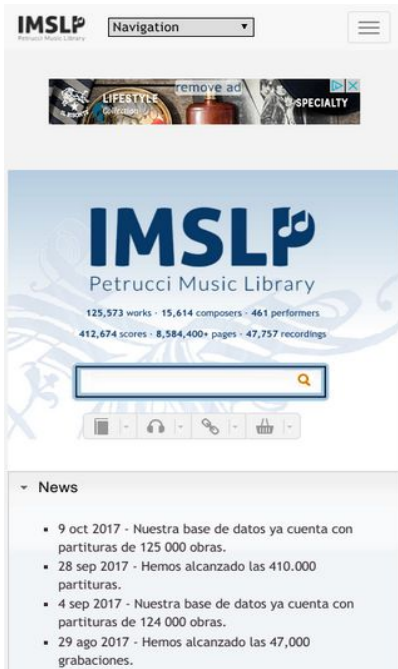 IMSLP
Petrucci Music Library
Navigation
remove ad
LIFESTYLE
Collection
SPECIALTY
IMSLP
Petrucci Music Library
125,573 works · 15,614 composers · 461 performers
412,674 scores · 8,584,400+ pages · 47,757 recordings
News
9 oct 2017 - Nuestra base de datos ya cuenta con
partituras de 125 000 obras.
28 sep 2017 - Hemos alcanzado las 410.000
partituras.
4 sep 2017 - Nuestra base de datos ya cuenta con
partituras de 124 000 obras.
29 ago 2017 - Hemos alcanzado las 47,000
grabaciones.